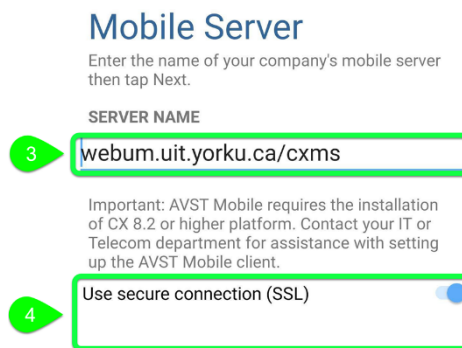 Mobile Server
Enter the name of your company's mobile server
then tap Next.
SERVER NAME
3
webum.uit.yorku.ca/cxms
Important: AVST Mobile requires the installation
of CX 8.2 or higher platform. Contact your IT or
Telecom department for assistance with setting
up the AVST Mobile client.
4
Use secure connection (SSL)